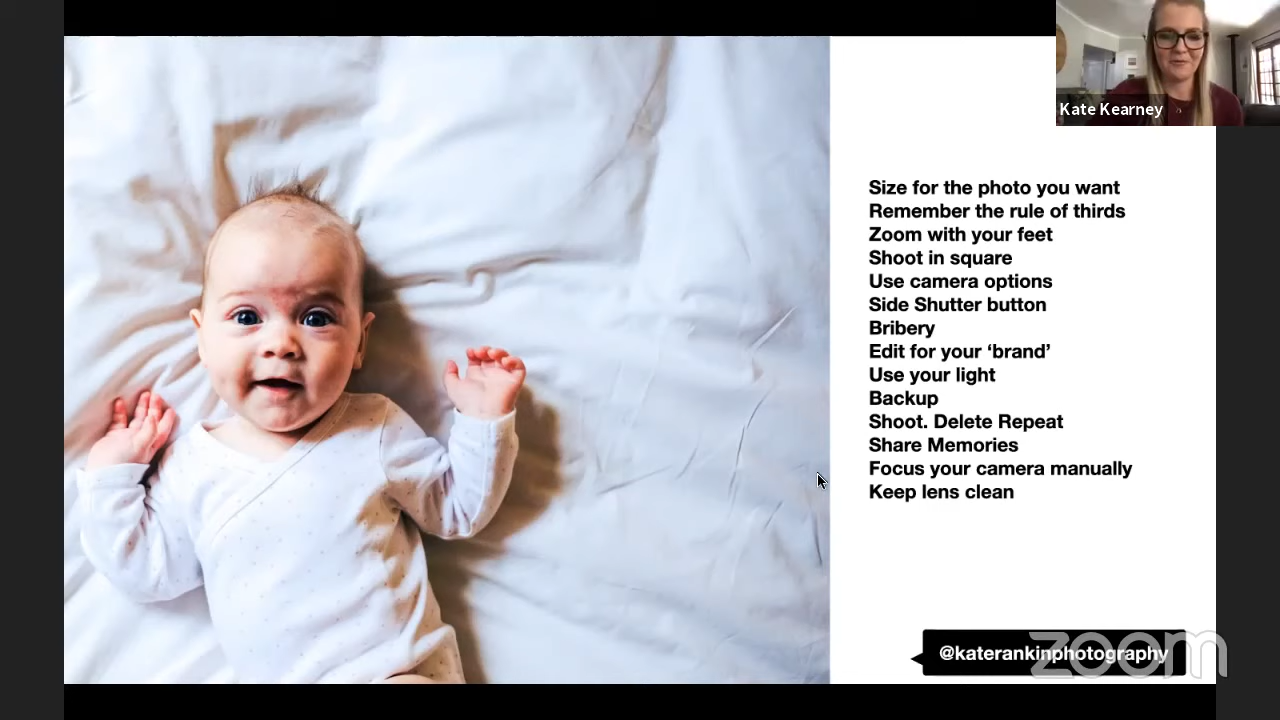 Kate Kearney
Size for the photo you want
Remember the rule of thirds
Zoom with your feet
Shoot in square
Use camera options
Side Shutter button
Bribery
Edit for your ‘brand’
Use your light
Backup
Shoot. Delete Repeat
Share Memories
Focus your camera manually
Keep lens clean
@katerankinphotography
zoom